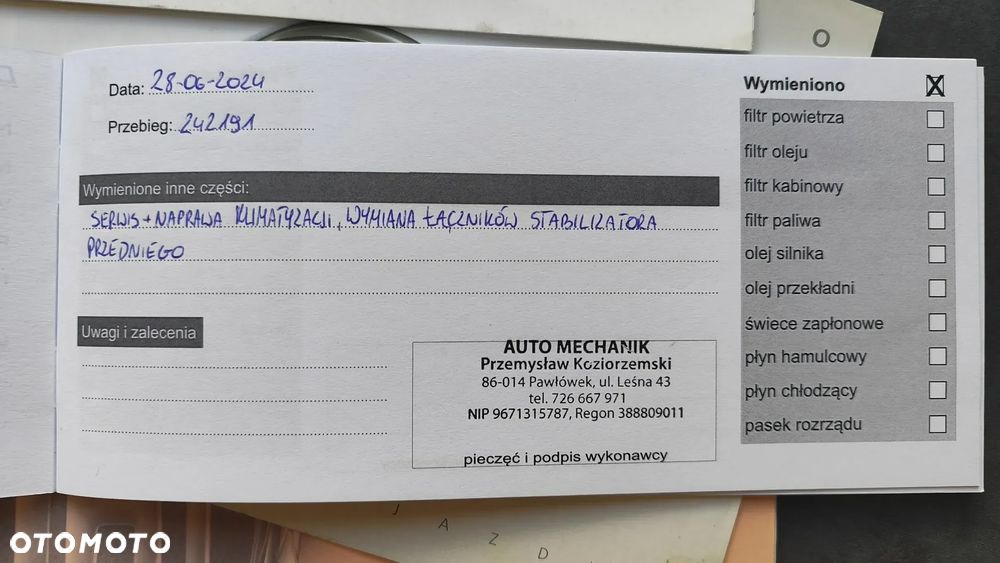 O
Data: 28-06-2024
Przebieg: 242191
Wymienione inne części:
SERWIS + NAPRAWA KLIMATYZACJI, WYMIANA ŁĄCZNIKÓW STABILIZATORA
PRZEDNIEGO
Uwagi i zalecenia
AUTO MECHANIK
Przemysław Koziorzemski
86-014 Pawłówek, ul. Leśna 43
tel. 726 667 971
NIP 9671315787, Regon 388809011
pieczęć i podpis wykonawcy
Wymieniono X
filtr powietrza
filtr oleju
filtr kabinowy
filtr paliwa
olej silnika
olej przekładni
świece zapłonowe
płyn hamulcowy
płyn chłodzący
pasek rozrządu
J A Z D
OTOMOTO